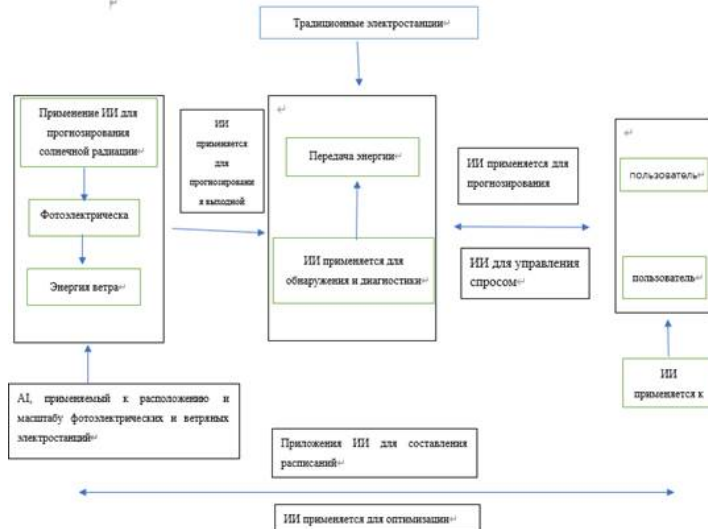 Традиционные электростанции
Применение ИИ для
прогнозирования
солнечной радиации
Фотоэлектрическа
Энергия ветра
ИИ
применяется
для
прогнозировани
я выходной
Передача энергии
ИИ применяется для
обнаружения и диагностики
ИИ применяется для
прогнозирования
ИИ для управления
спросом
пользователь
пользователь
ИИ
применяется к
AI, применяемый к расположению и
масштабу фотоэлектрических и ветряных
электростанций
Приложения ИИ для составления
расписаний
ИИ применяется для оптимизации